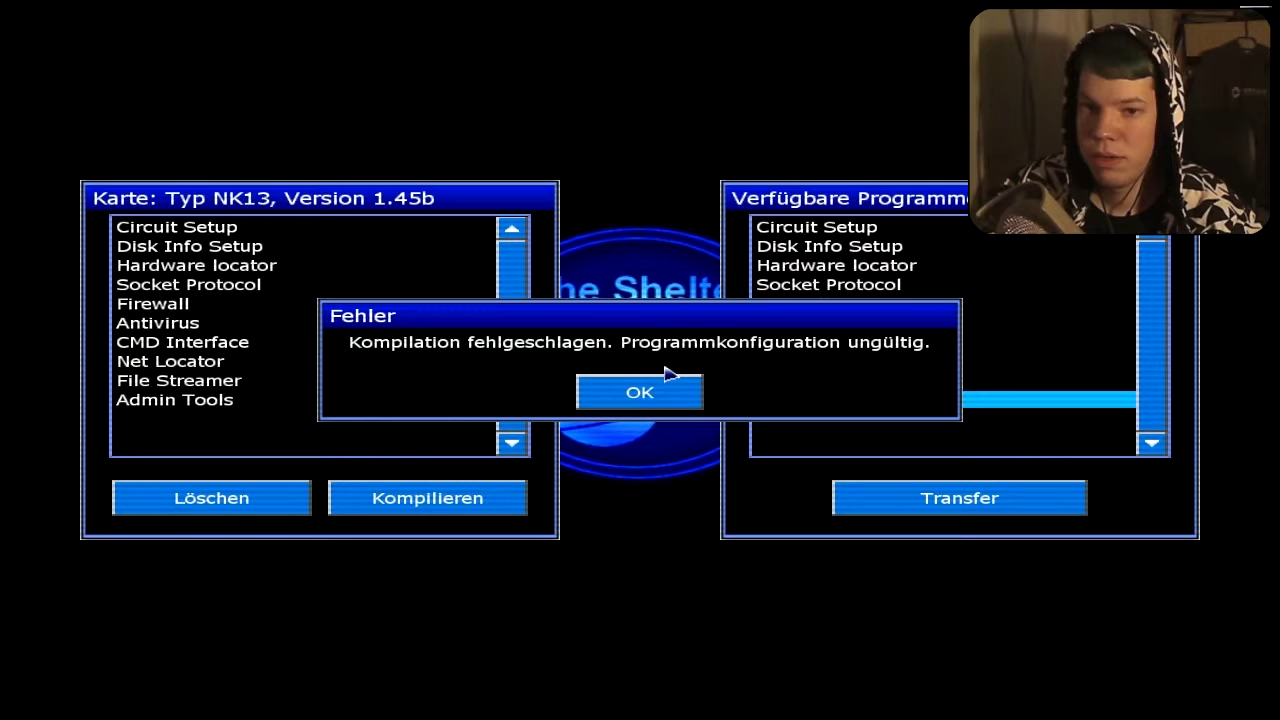 Karte: Typ NK13, Version 1.45b
Circuit Setup
Disk Info Setup
Hardware locator
Socket Protocol
Firewall
Antivirus
CMD Interface
Net Locator
File Streamer
Admin Tools
Löschen
Kompilieren
he Shelte
Fehler
Kompilation fehlgeschlagen. Programmkonfiguration ungültig.
OK
Verfügbare Programm
Circuit Setup
Disk Info Setup
Hardware locator
Socket Protocol
Transfer